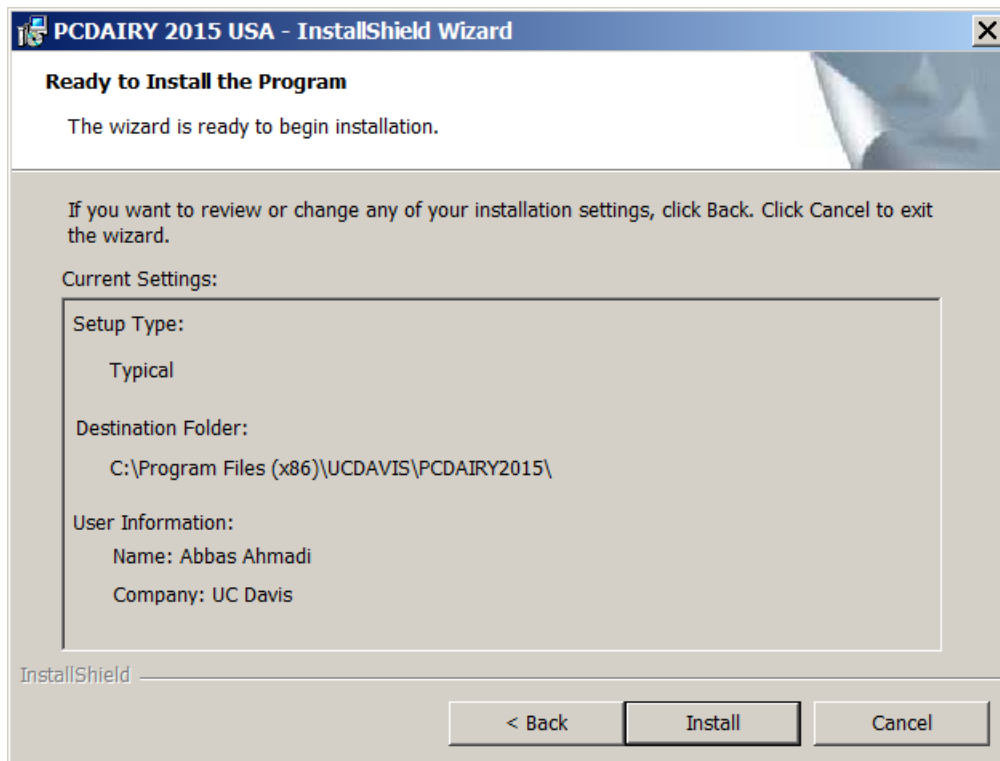 PCDAIRY 2015 USA - InstallShield Wizard
Ready to Install the Program
The wizard is ready to begin installation.
If you want to review or change any of your installation settings, click Back. Click Cancel to exit
the wizard.
Current Settings:
Setup Type:
Typical
Destination Folder:
C:\Program Files (x86)\UCDAVIS\PCDAIRY2015\
User Information:
Name: Abbas Ahmadi
Company: UC Davis
InstallShield
< Back
Install
Cancel